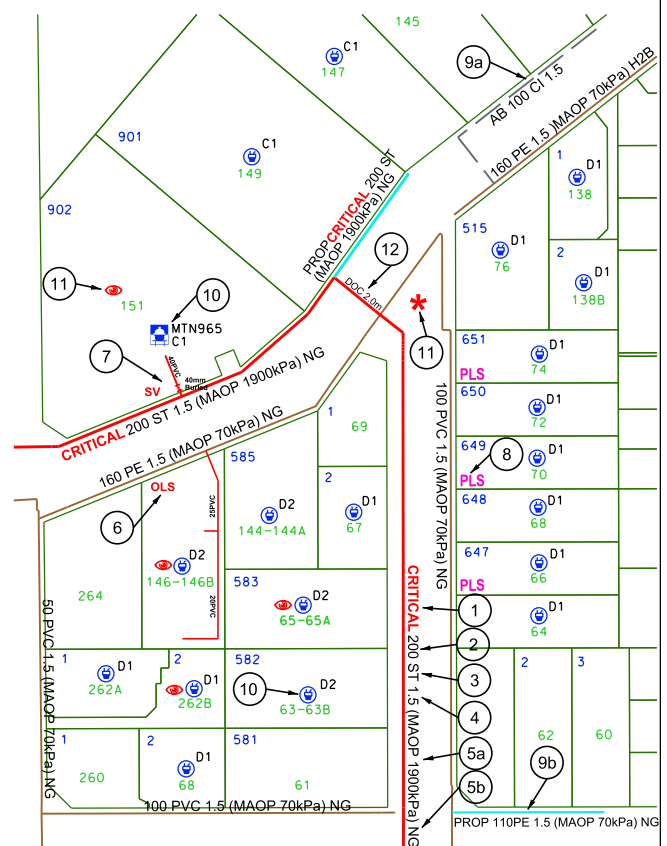 145
C1
147
9a
AB 100 CI 1.5
160 PE 1.5 )MAOP 70kPa) H2B
901
C1
149
PROP CRITICAL 200 ST
(MAOP 1900kPa) NG
1
D1
138
902
515
D1
76
2
D1
138B
12
DOC 2.0m
11
151
10
MTN965
C1
7
40PVC
40mm
Buried
SV
*
11
651
D1
74
PLS
CRITICAL 200 ST 1.5 (MAOP 1900kPa) NG
160 PE 1.5 (MAOP 70kPa) NG
100 PVC 1.5 (MAOP 70kPa) NG
650
D1
72
1
69
649
D1
70
PLS
8
585
2
D1
67
OLS
6
25PVC
D2
144-144A
648
D1
68
D2
146-146B
20PVC
647
D1
66
PLS
264
583
D2
65-65A
D1
64
CRITICAL 200 ST 1.5 (MAOP 1900kPa) NG
1
2
3
4
5a
5b
50 PVC 1.5 (MAOP 70kPa) NG
1
D1
262A
2
D1
262B
582
10
D2
63-63B
2
62
3
60
1
260
2
D1
68
581
61
9b
100 PVC 1.5 (MAOP 70kPa) NG
PROP 110PE 1.5 (MAOP 70kPa) NG